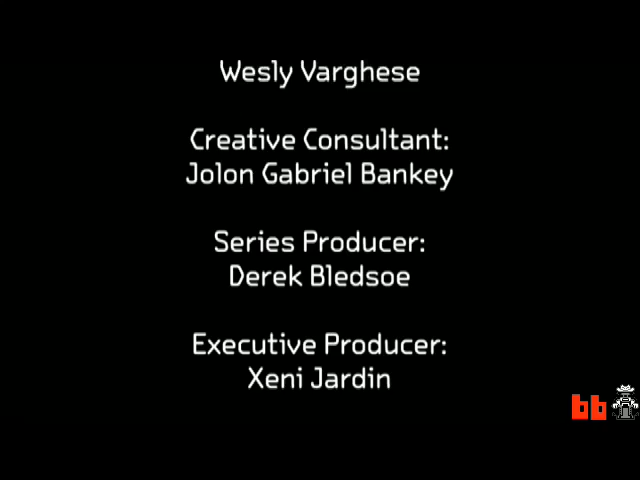 Wesly Varghese
Creative Consultant:
Jolon Gabriel Bankey
Series Producer:
Derek Bledsoe
Executive Producer:
Xeni Jardin
bb